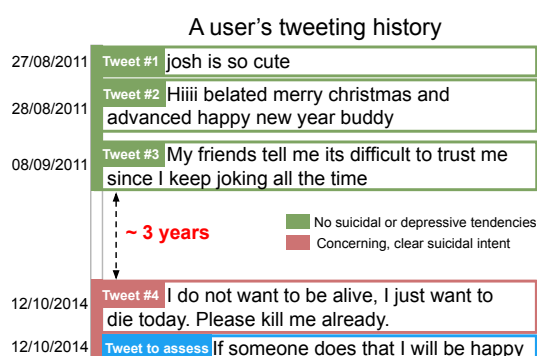 A user's tweeting history
27/08/2011 Tweet #1 josh is so cute
28/08/2011 Tweet #2 Hiiii belated merry christmas and
advanced happy new year buddy
08/09/2011 Tweet #3 My friends tell me its difficult to trust me
since I keep joking all the time
~ 3 years
No suicidal or depressive tendencies
Concerning, clear suicidal intent
12/10/2014 Tweet #4 I do not want to be alive, I just want to
die today. Please kill me already.
12/10/2014 Tweet to assess If someone does that I will be happy